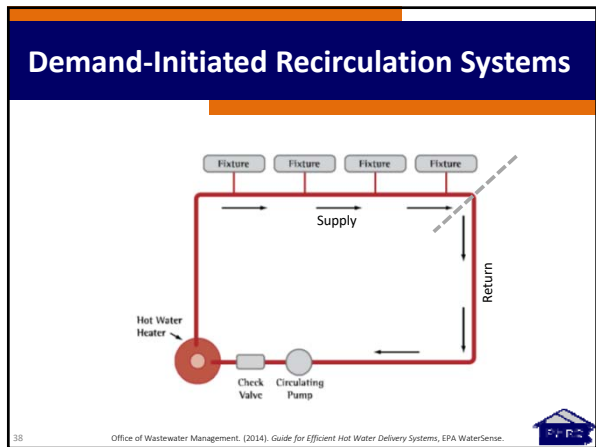 Demand-Initiated Recirculation Systems
Fixture Fixture Fixture Fixture
Supply
Return
Hot Water
Heater
Check
Valve
Circulating
Pump
38
Office of Wastewater Management. (2014). Guide for Efficient Hot Water Delivery Systems, EPA WaterSense.